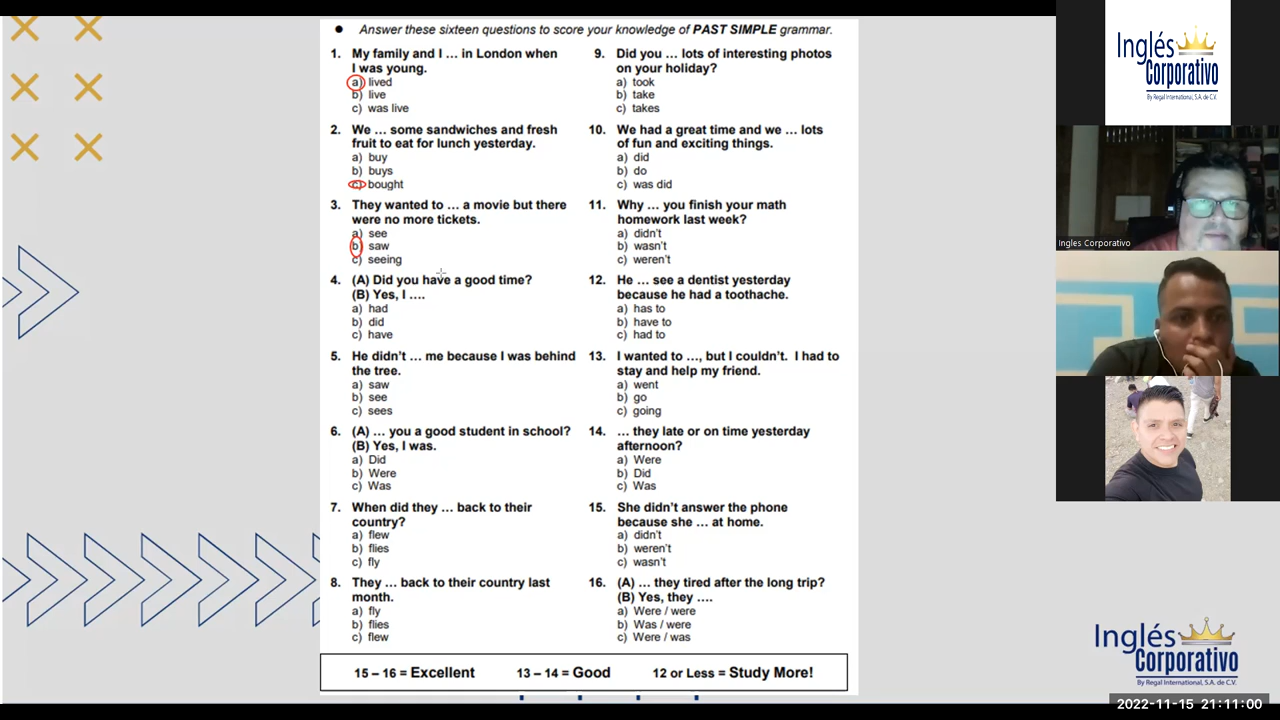 ● Answer these sixteen questions to score your knowledge of PAST SIMPLE grammar.
1. My family and I … in London when
I was young.
a) lived
b) live
c) was live
2. We … some sandwiches and fresh
fruit to eat for lunch yesterday.
a) buy
b) buys
c) bought
3. They wanted to … a movie but there
were no more tickets.
a) see
b) saw
c) seeing
4. (A) Did you have a good time?
(B) Yes, I ….
a) had
b) did
c) have
5. He didn't … me because I was behind
the tree.
a) saw
b) see
c) sees
6. (A) … you a good student in school?
(B) Yes, I was.
a) Did
b) Were
c) Was
7. When did they … back to their
country?
a) flew
b) flies
c) fly
8. They … back to their country last
month.
a) fly
b) flies
c) flew
9. Did you … lots of interesting photos
on your holiday?
a) took
b) take
c) takes
10. We had a great time and we … lots
of fun and exciting things.
a) did
b) do
c) was did
11. Why … you finish your math
homework last week?
a) didn't
b) wasn't
c) weren't
12. He … see a dentist yesterday
because he had a toothache.
a) has to
b) have to
c) had to
13. I wanted to …, but I couldn't. I had to
stay and help my friend.
a) went
b) go
c) going
14. … they late or on time yesterday
afternoon?
a) Were
b) Did
c) Was
15. She didn't answer the phone
because she … at home.
a) didn't
b) weren't
c) wasn't
16. (A) … they tired after the long trip?
(B) Yes, they ….
a) Were / were
b) Was / were
c) Were / was
15 – 16 = Excellent 13 – 14 = Good 12 or Less = Study More!
Inglés
Corporativo
By Regal International, S.A. de C.V.
Ingles Corporativo
Inglés
Corporativo
By Regal International, S.A. de C.V.
2022-11-15 21:11:00